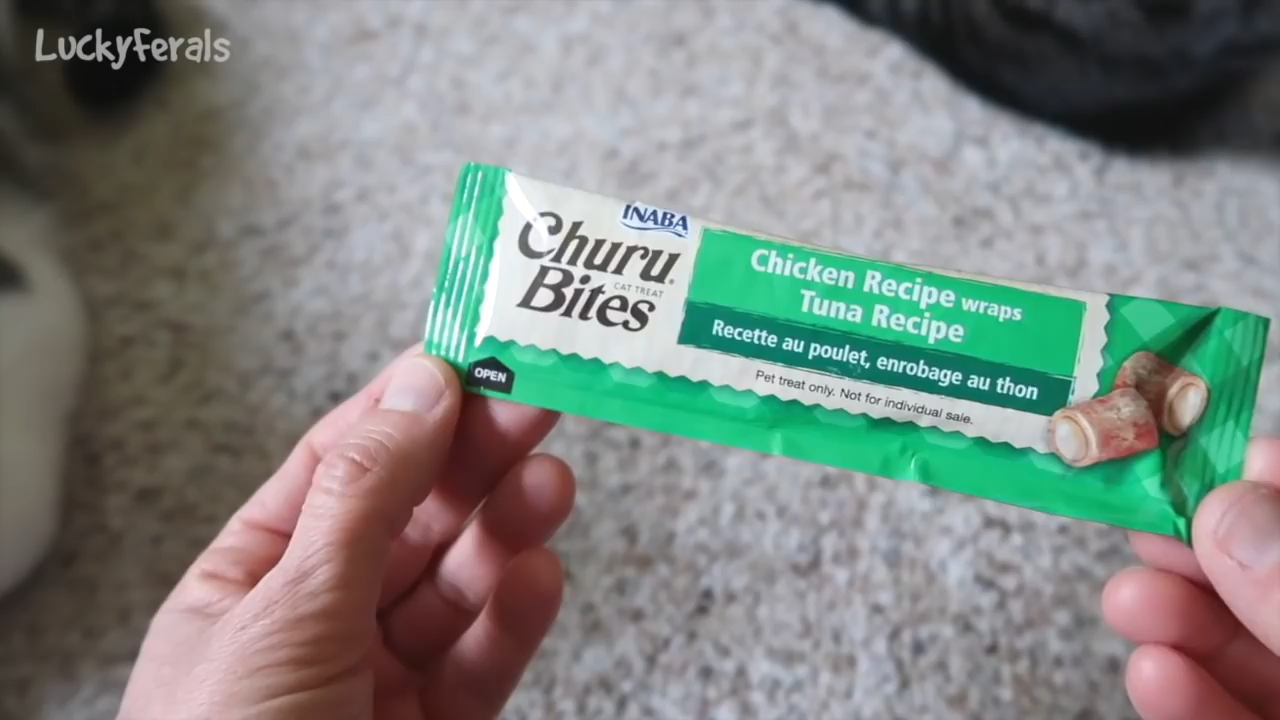 LuckyFerals
INABA
Churu
Bites
CAT TREAT
Chicken Recipe wraps
Tuna Recipe
Recette au poulet, enrobage au thon
Pet treat only. Not for individual sale.
OPEN